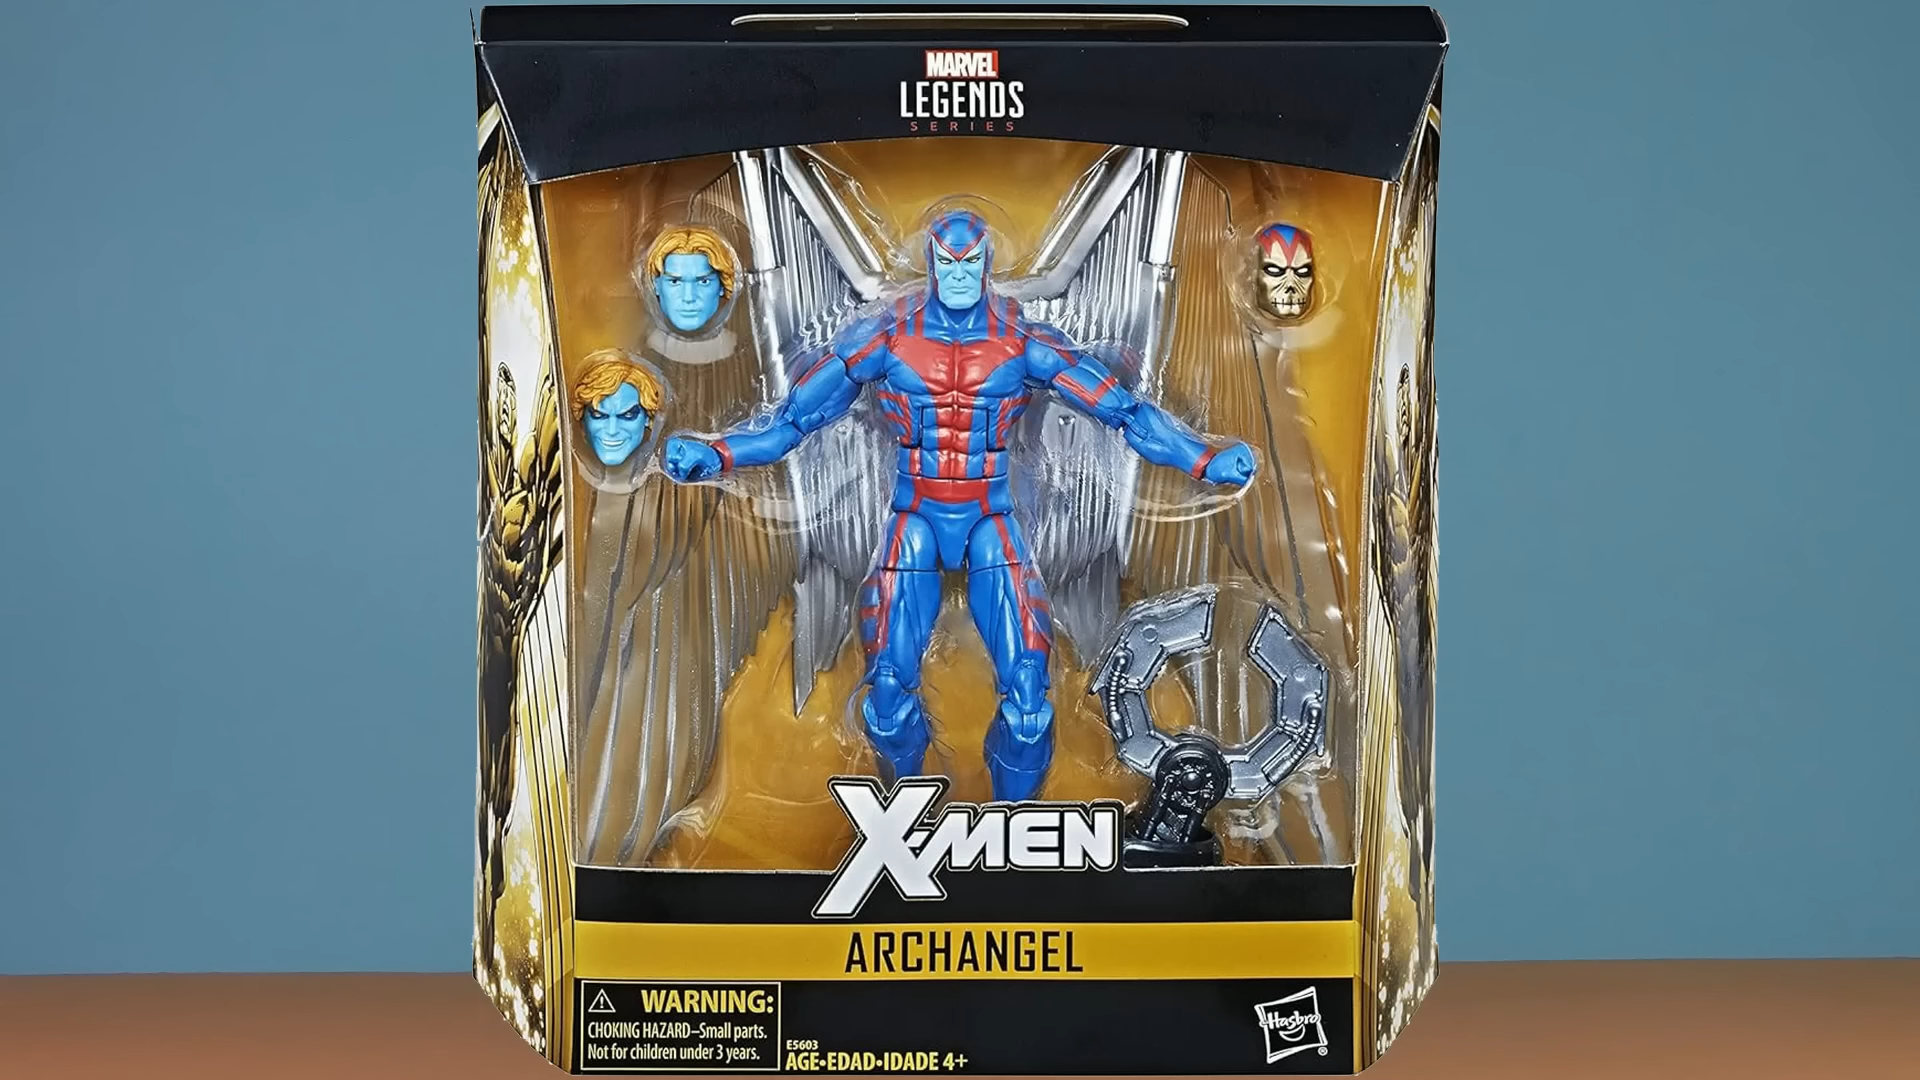 MARVEL
LEGENDS
SERIES
X-MEN
ARCHANGEL
WARNING:
CHOKING HAZARD–Small parts.
Not for children under 3 years.
E5603
AGE•EDAD•IDADE 4+
Hasbro
®